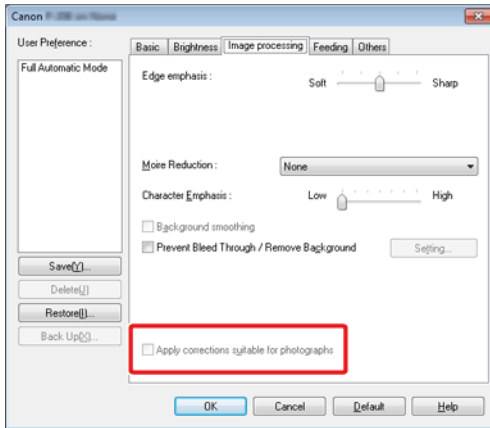 Canon
User Preference :
Full Automatic Mode
Save(Y)...
Delete(J)
Restore(I)...
Back Up(X)...
Basic Brightness Image processing Feeding Others
Edge emphasis : Soft Sharp
Moire Reduction : None
Character Emphasis : Low High
Background smoothing
Prevent Bleed Through / Remove Background Setting...
Apply corrections suitable for photographs
OK Cancel Default Help